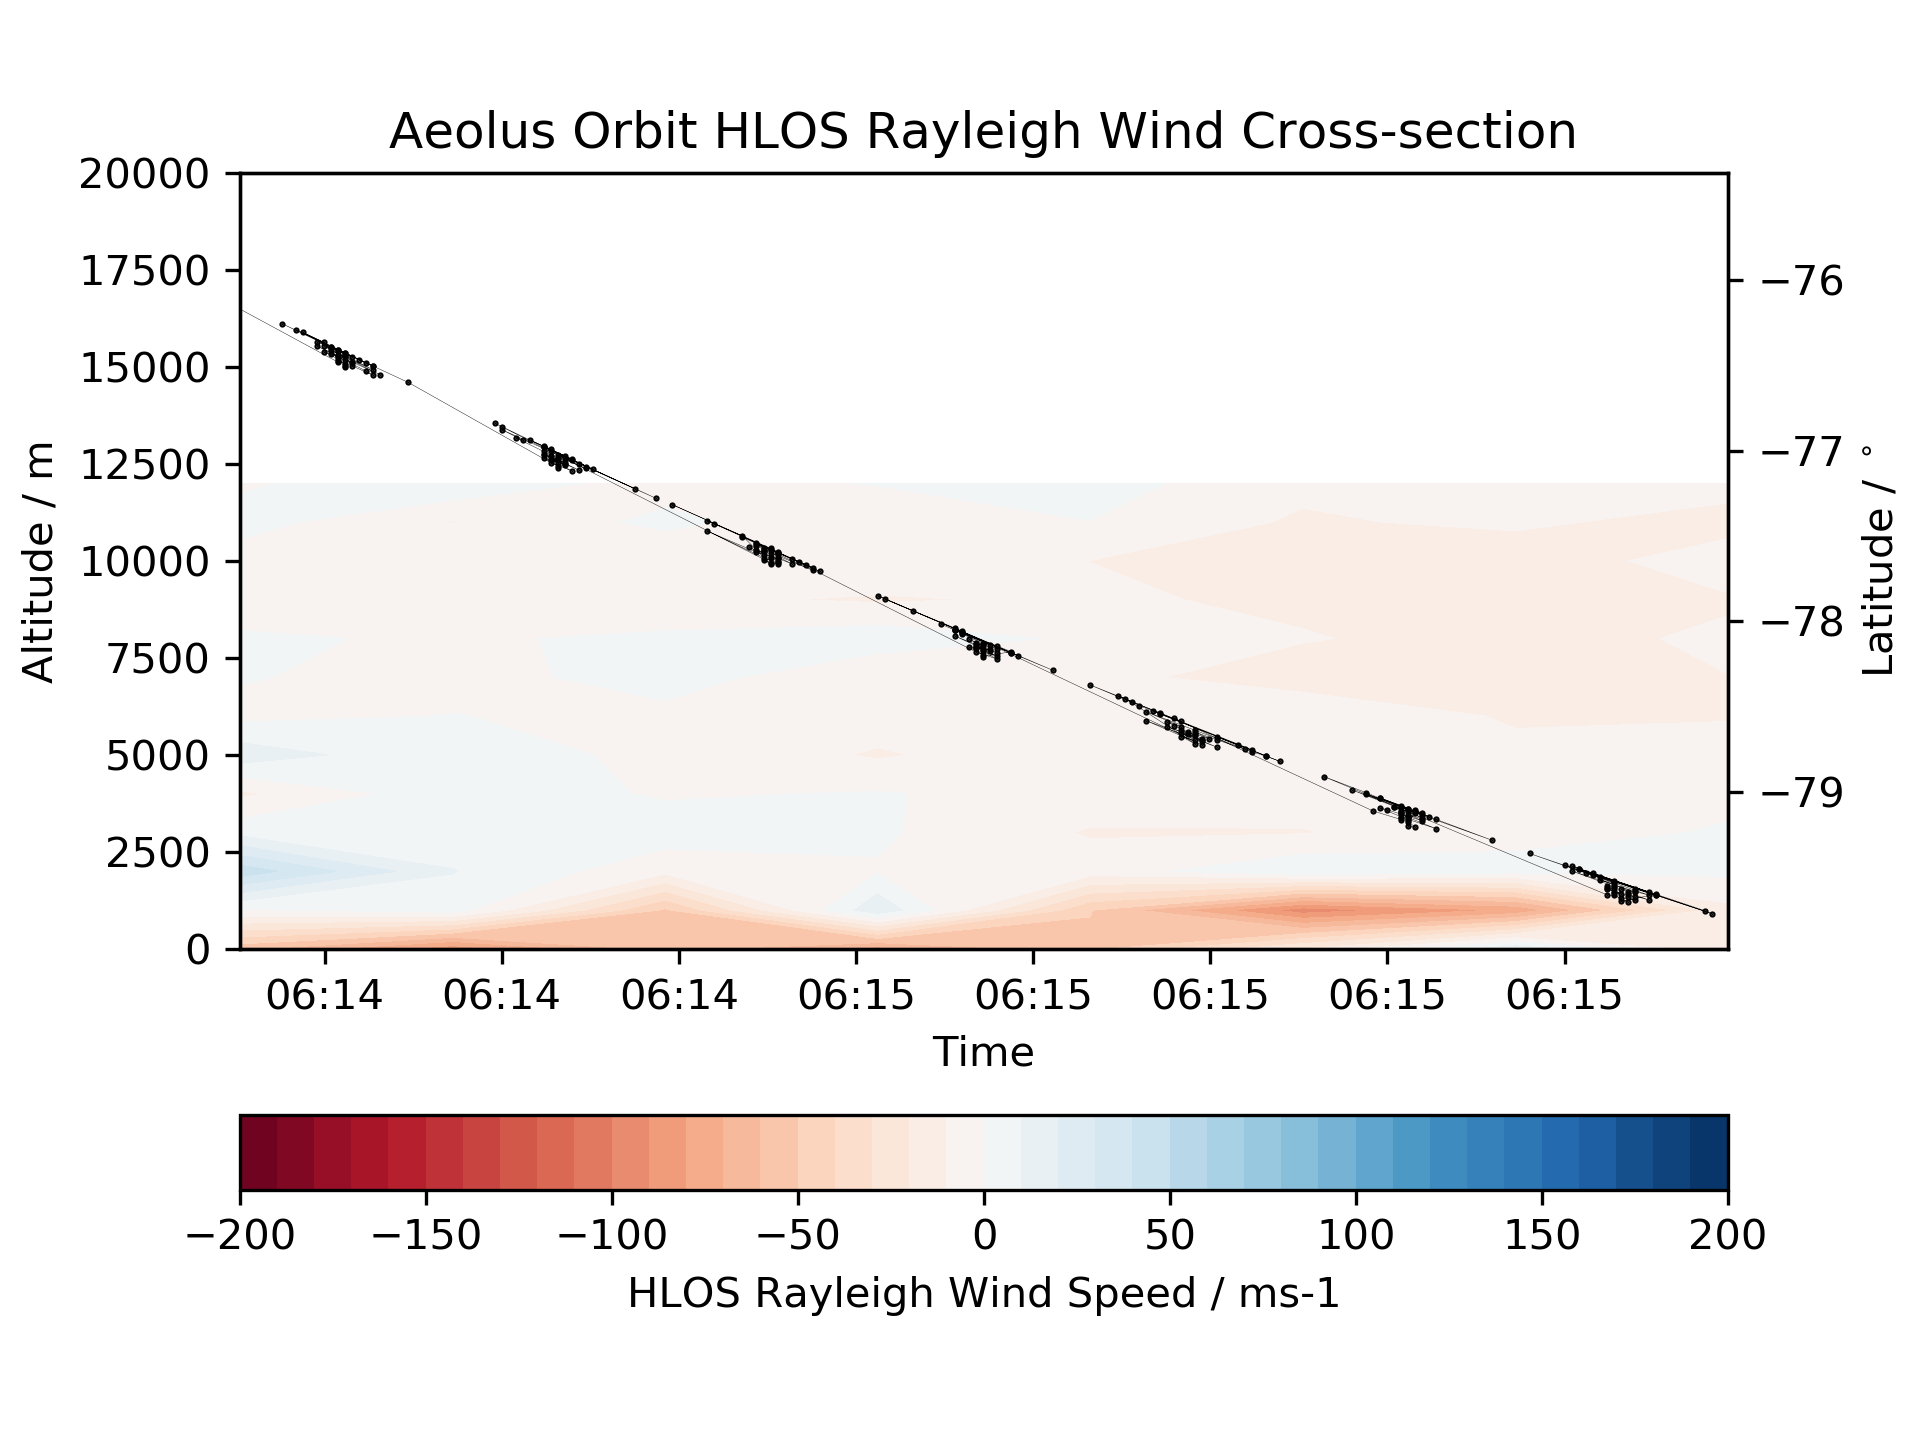 Aeolus Orbit HLOS Rayleigh Wind Cross-section
20000
17500
15000
12500
10000
7500
5000
2500
0
Altitude / m
−76
−77
−78
−79
Latitude / °
06:14 06:14 06:14 06:15 06:15 06:15 06:15 06:15
Time
−200 −150 −100 −50 0 50 100 150 200
HLOS Rayleigh Wind Speed / ms-1